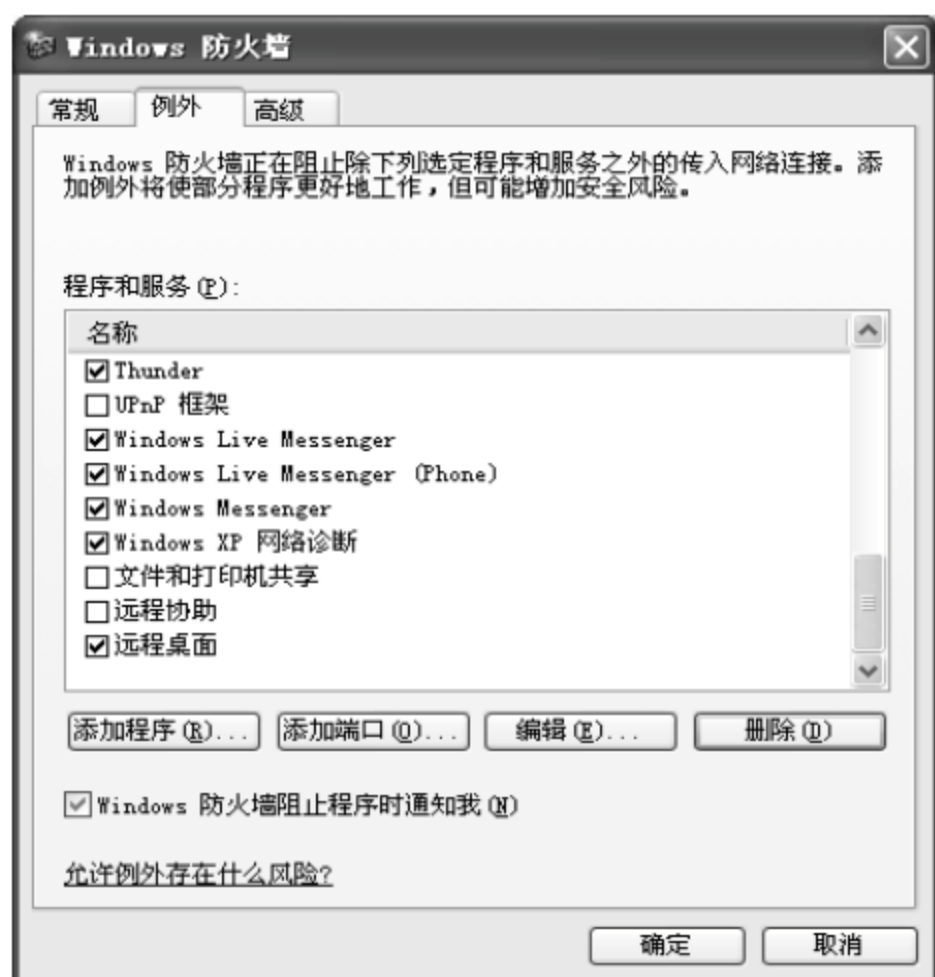 Windows 防火墙
常规
例外
高级
Windows 防火墙正在阻止除下列选定程序和服务之外的传入网络连接。添
加例外将使部分程序更好地工作，但可能增加安全风险。
程序和服务(P):
名称
Thunder
UPnP 框架
Windows Live Messenger
Windows Live Messenger (Phone)
Windows Messenger
Windows XP 网络诊断
文件和打印机共享
远程协助
远程桌面
添加程序(R)...
添加端口(O)...
编辑(E)...
删除(D)
Windows 防火墙阻止程序时通知我(N)
允许例外存在什么风险?
确定
取消